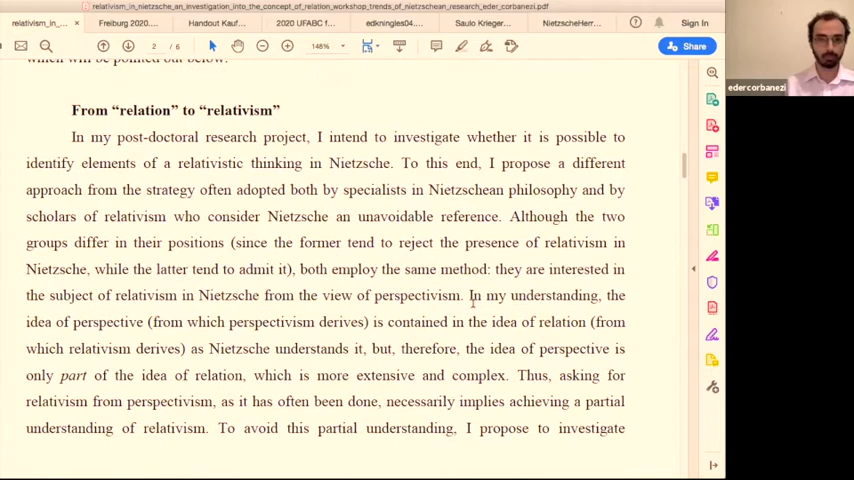 relativism_in_nietzsche_an_investigation_into_the_concept_of_relation_workshop_trends_of_nietzschean_research_eder_corbanezi.pdf
relativism_in_... × Freiburg 2020.... Handout Kauf... 2020 UFABC f... edkningles04.... Saulo Krieger... NietzscheHerr... Sign In
2 / 6 148% Share
which will be pointed out below.
edercorbanezi
From “relation” to “relativism”
In my post-doctoral research project, I intend to investigate whether it is possible to
identify elements of a relativistic thinking in Nietzsche. To this end, I propose a different
approach from the strategy often adopted both by specialists in Nietzschean philosophy and by
scholars of relativism who consider Nietzsche an unavoidable reference. Although the two
groups differ in their positions (since the former tend to reject the presence of relativism in
Nietzsche, while the latter tend to admit it), both employ the same method: they are interested in
the subject of relativism in Nietzsche from the view of perspectivism. In my understanding, the
idea of perspective (from which perspectivism derives) is contained in the idea of relation (from
which relativism derives) as Nietzsche understands it, but, therefore, the idea of perspective is
only part of the idea of relation, which is more extensive and complex. Thus, asking for
relativism from perspectivism, as it has often been done, necessarily implies achieving a partial
understanding of relativism. To avoid this partial understanding, I propose to investigate